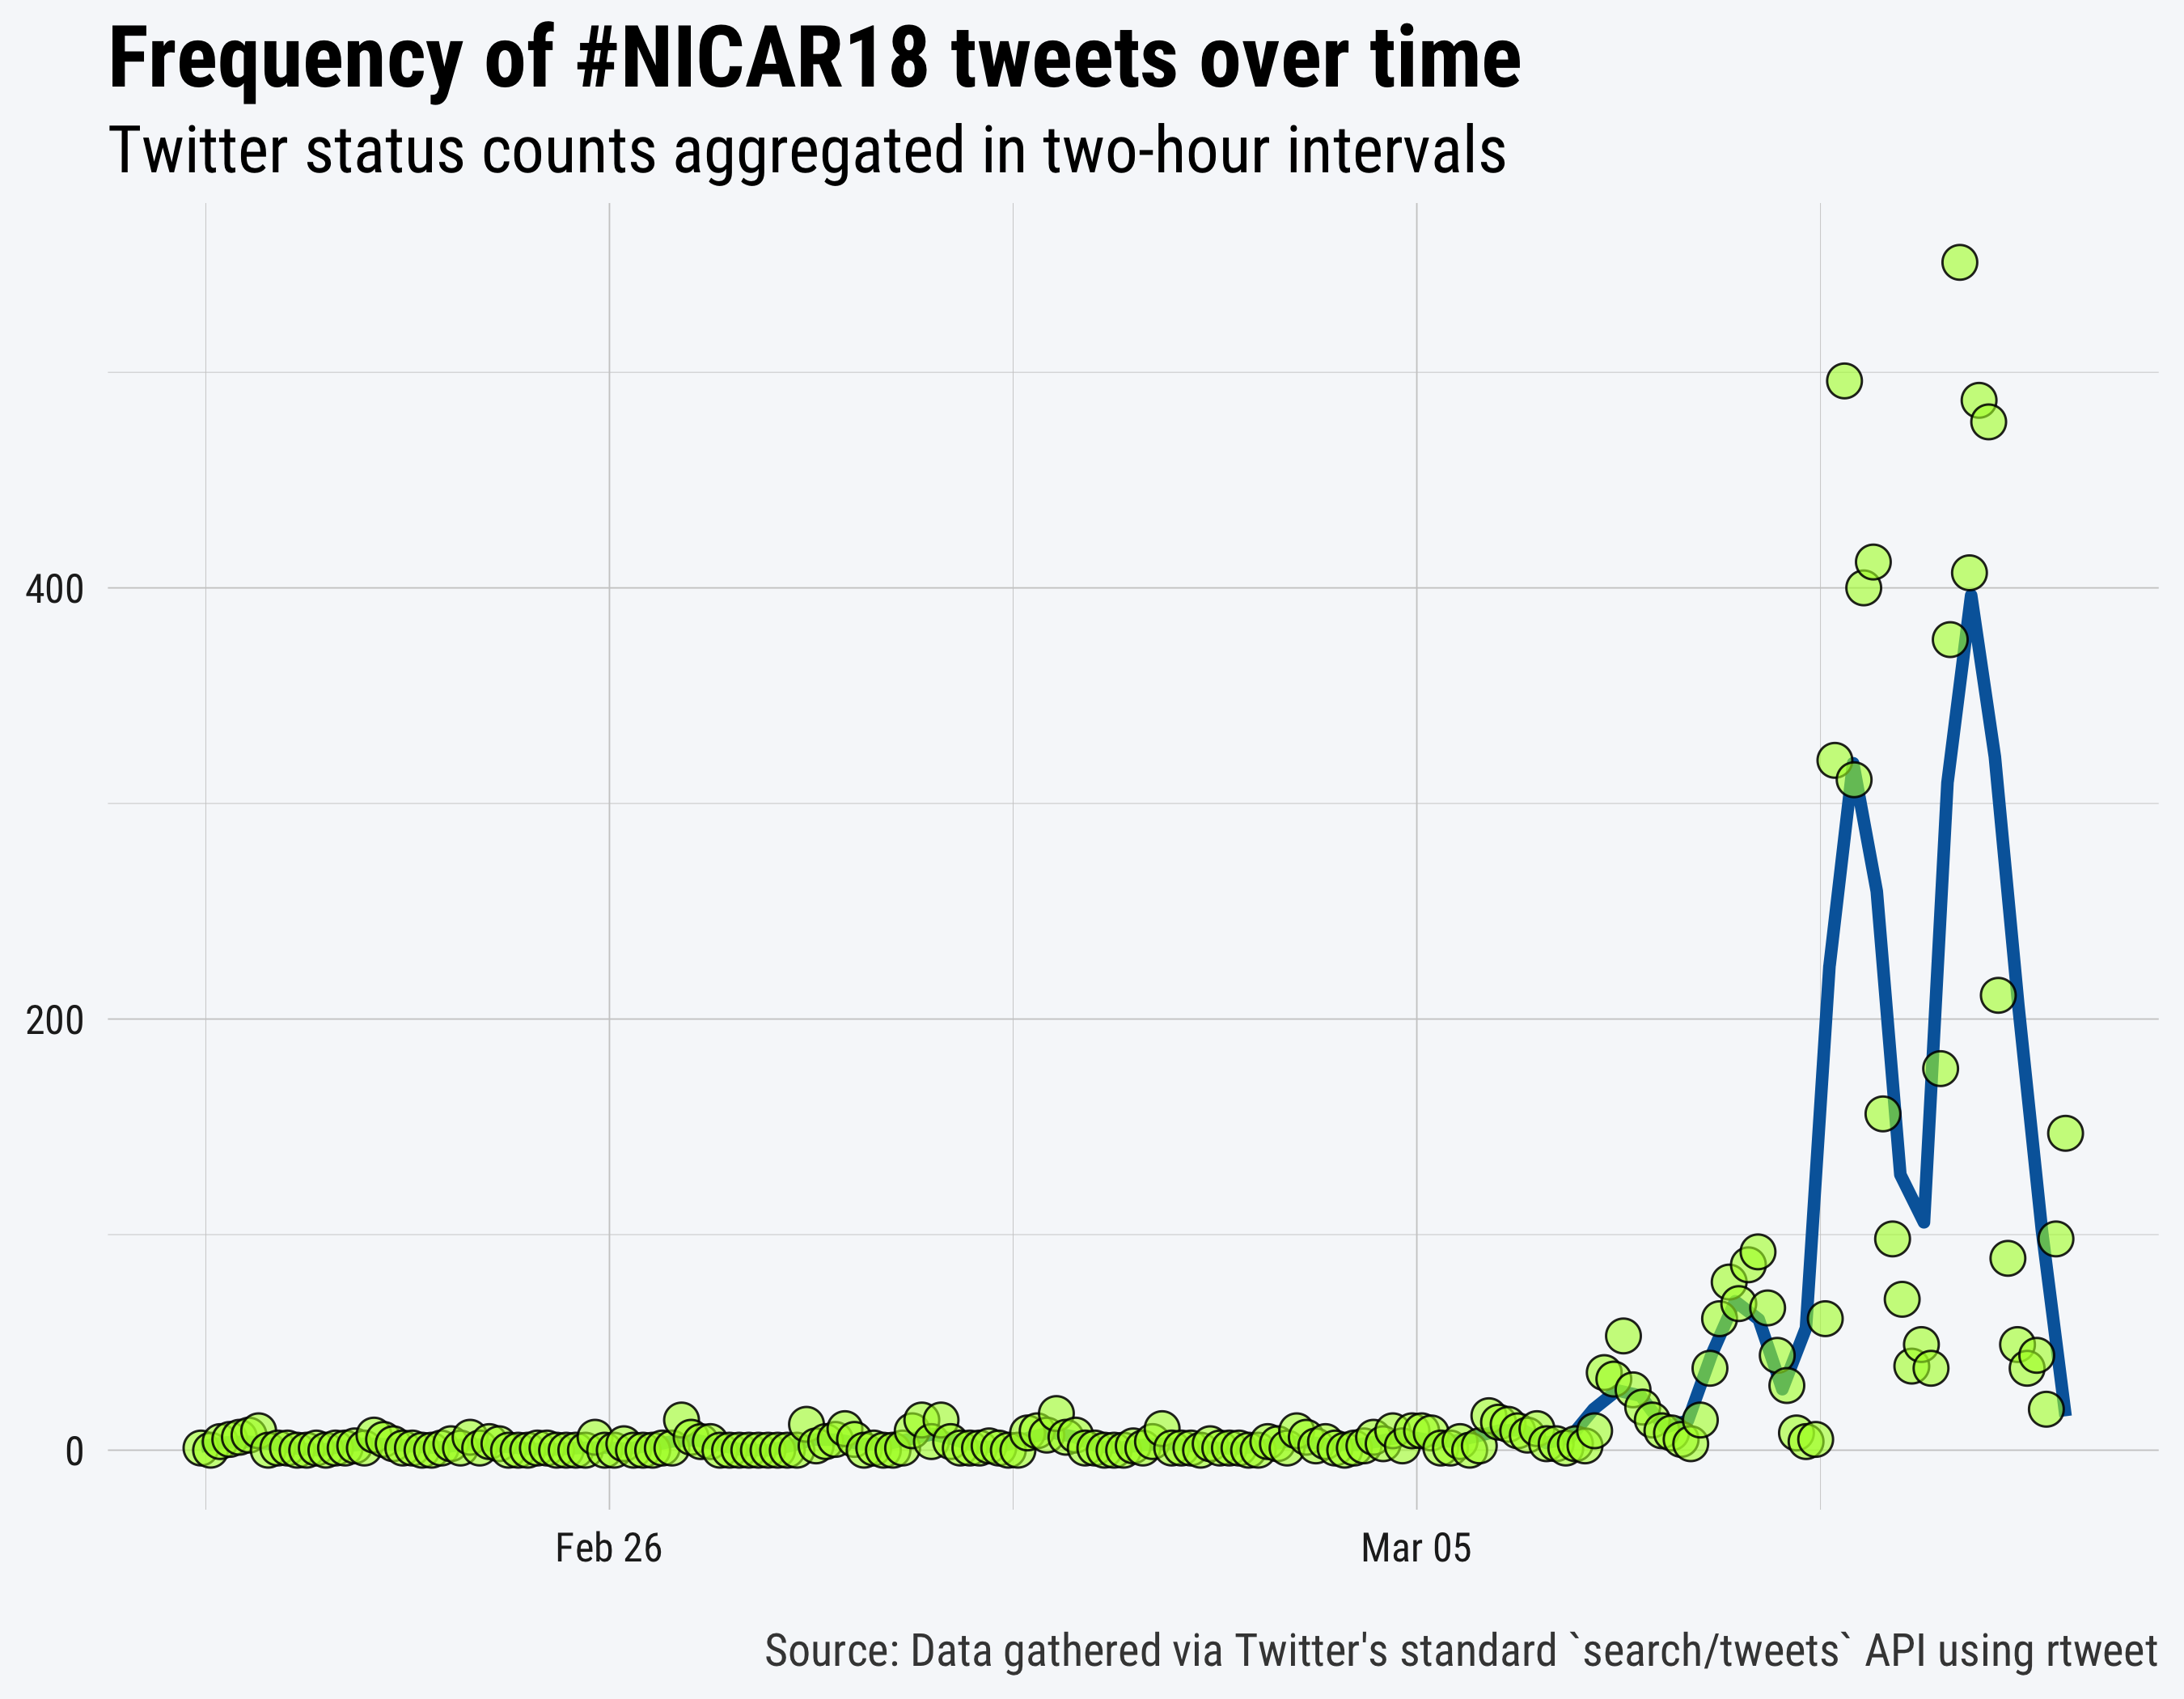 Frequency of #NICAR18 tweets over time
Twitter status counts aggregated in two-hour intervals
400
200
0
Feb 26 Mar 05
Source: Data gathered via Twitter's standard `search/tweets` API using rtweet